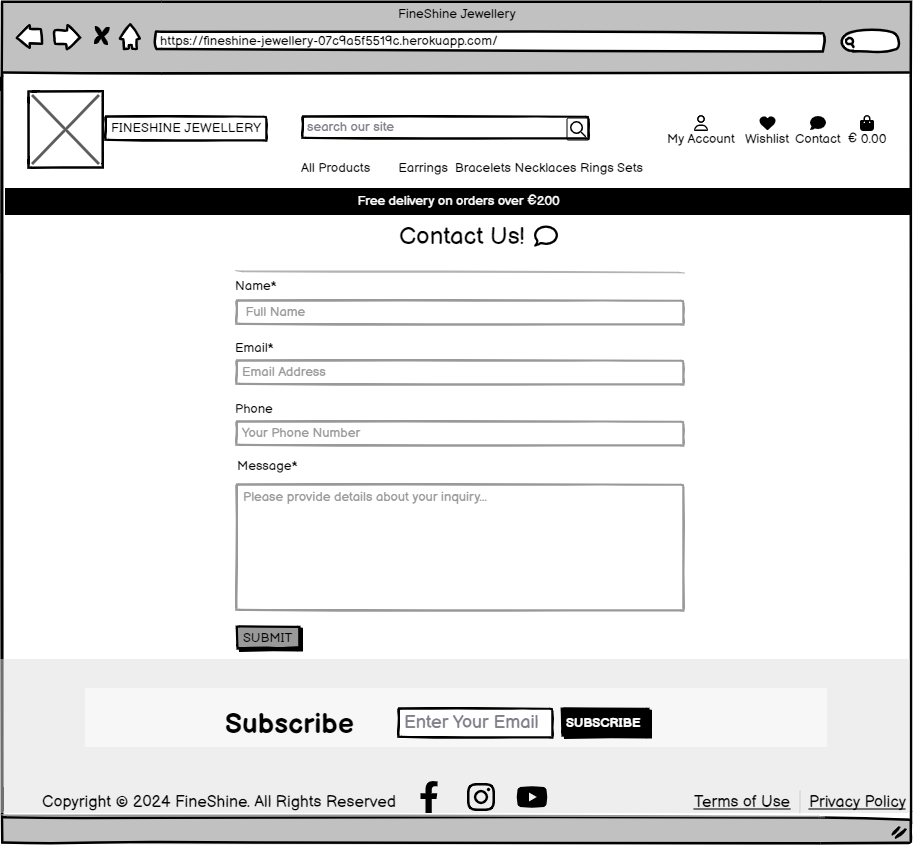 FineShine Jewellery
https://fineshine-jewellery-07c9a5f5519c.herokuapp.com/
FINESHINE JEWELLERY
search our site
My Account Wishlist Contact € 0.00
All Products Earrings Bracelets Necklaces Rings Sets
Free delivery on orders over €200
Contact Us!
Name*
Full Name
Email*
Email Address
Phone
Your Phone Number
Message*
Please provide details about your inquiry...
SUBMIT
Subscribe Enter Your Email SUBSCRIBE
Copyright © 2024 FineShine. All Rights Reserved Terms of Use Privacy Policy